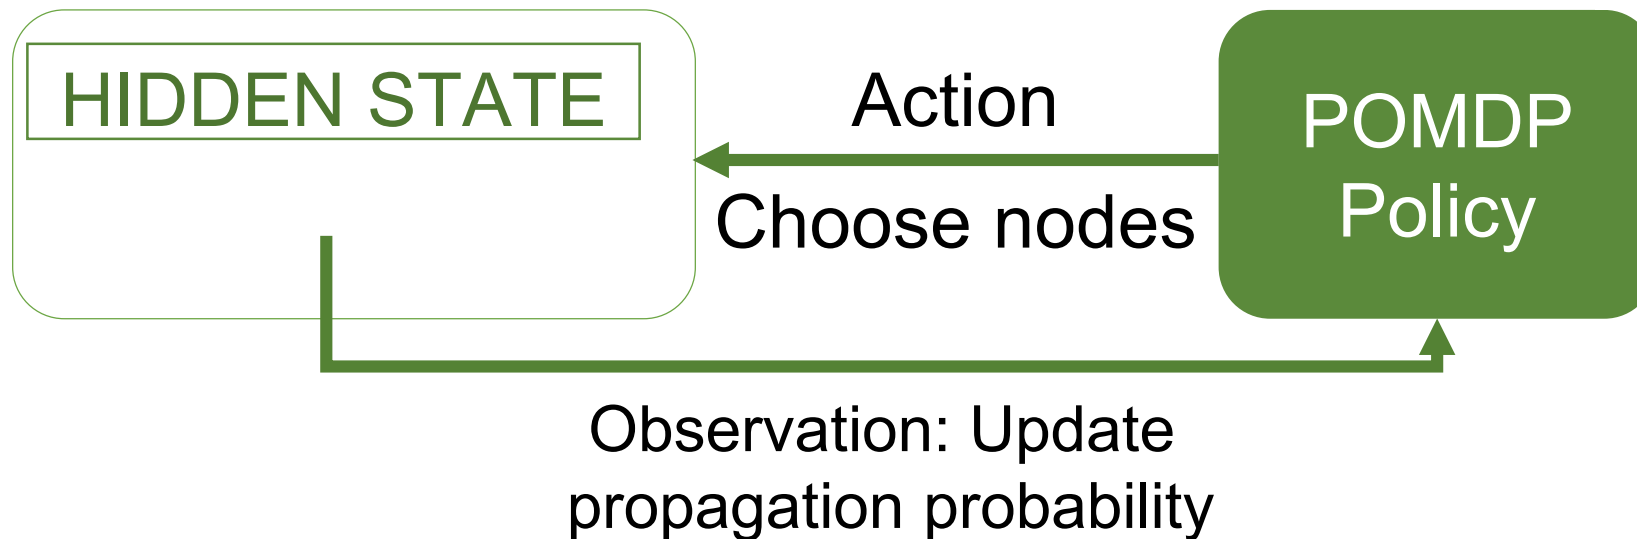 HIDDEN STATE
Action
Choose nodes
POMDP
Policy
Observation: Update
propagation probability